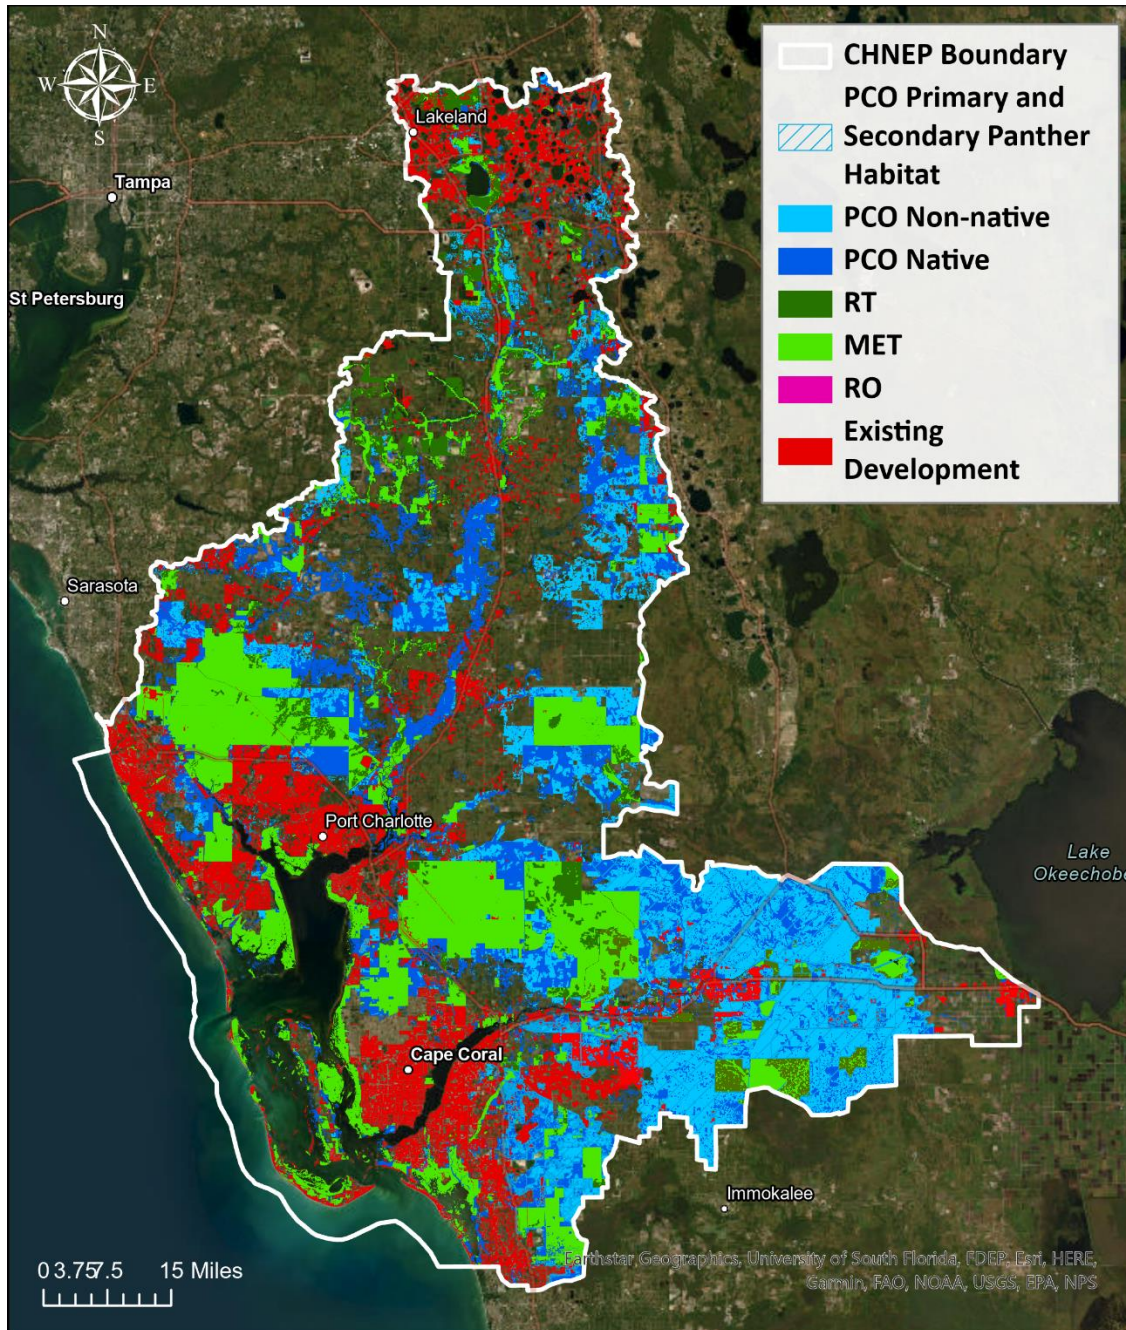 N
W E
S
CHNEP Boundary
PCO Primary and
Secondary Panther
Habitat
PCO Non-native
PCO Native
RT
MET
RO
Existing
Development
Lakeland
Tampa
St Petersburg
Sarasota
Port Charlotte
Lake
Okeechobe
Cape Coral
Immokalee
0 3.75 7.5 15 Miles
Earthstar Geographics, University of South Florida, FDEP, Esri, HERE,
Garmin, FAO, NOAA, USGS, EPA, NPS